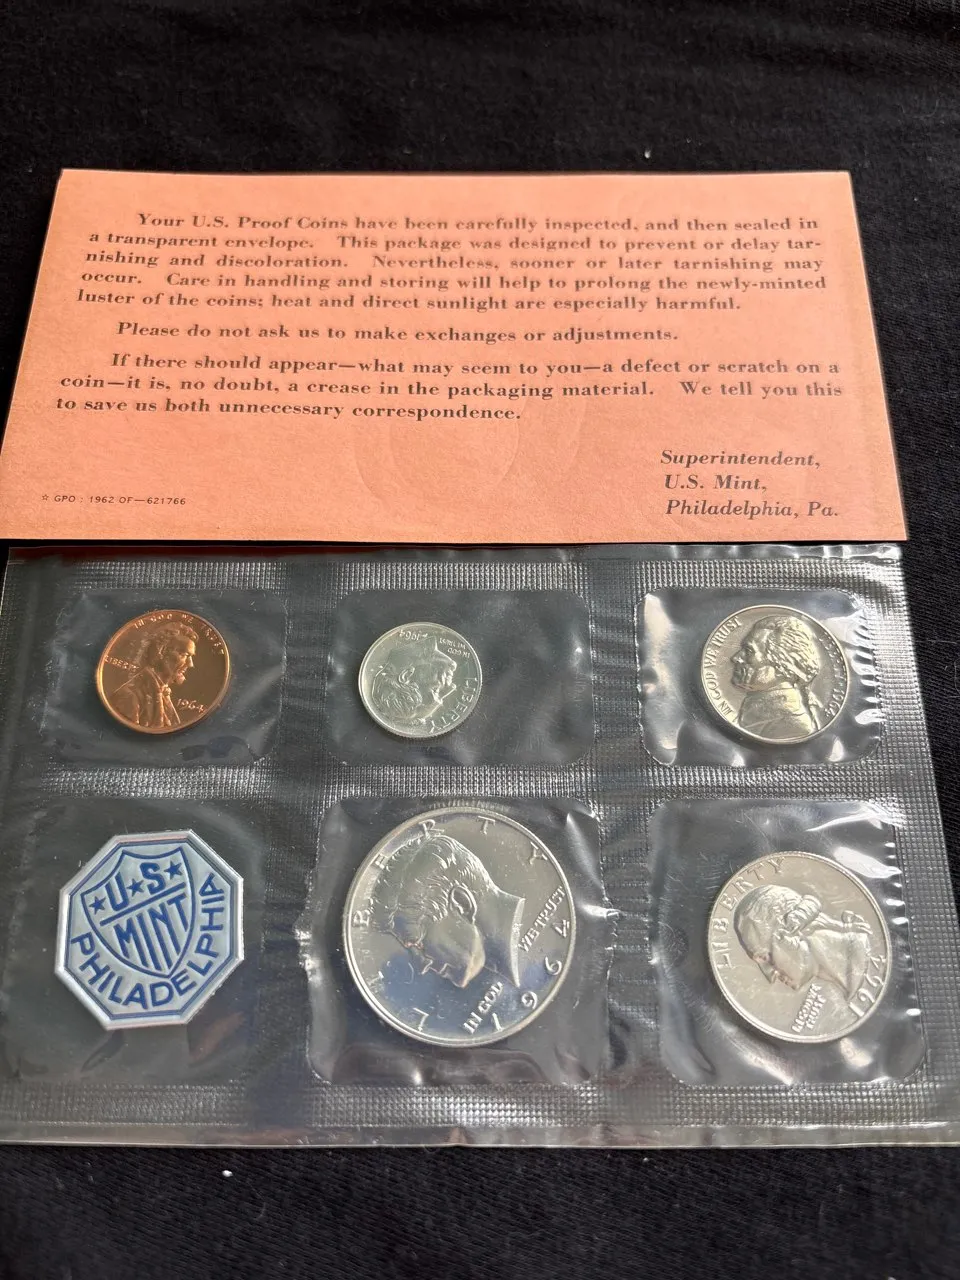 Your U.S. Proof Coins have been carefully inspected, and then sealed in
a transparent envelope. This package was designed to prevent or delay tar-
nishing and discoloration. Nevertheless, sooner or later tarnishing may
occur. Care in handling and storing will help to prolong the newly-minted
luster of the coins; heat and direct sunlight are especially harmful.
Please do not ask us to make exchanges or adjustments.
If there should appear—what may seem to you—a defect or scratch on a
coin—it is, no doubt, a crease in the packaging material. We tell you this
to save us both unnecessary correspondence.
Superintendent,
U.S. Mint,
Philadelphia, Pa.
☆ GPO : 1962 OF—621766
IN GOD WE TRUST
LIBERTY
1964
LIBERTY
IN GOD
WE TRUST
1964
IN GOD WE TRUST
U★S★
MINT
PHILADELPHIA
LIBERTY
IN GOD WE TRUST
1964
LIBERTY
IN GOD WE
TRUST
1964